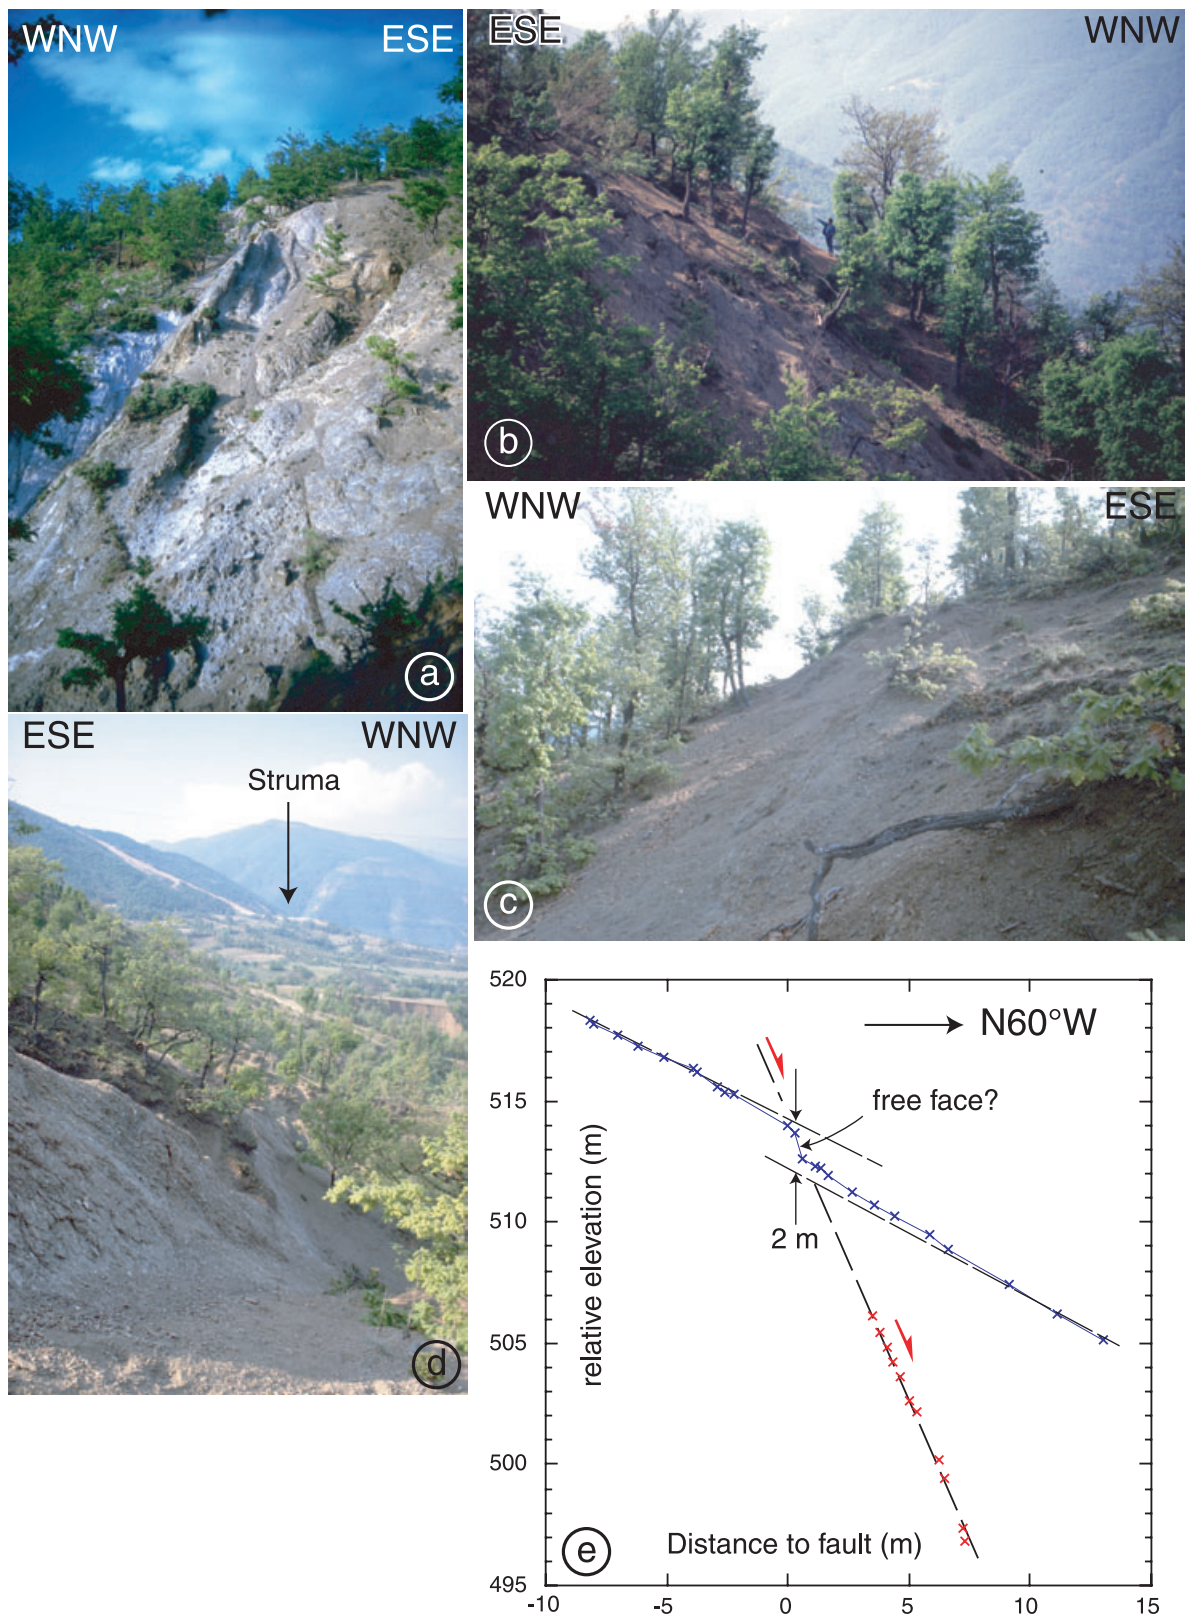 WNW ESE
a
ESE WNW
b
WNW ESE
c
ESE WNW
Struma
d
520
515
510
505
500
495
-10 -5 0 5 10 15
relative elevation (m)
Distance to fault (m)
N60°W
free face?
2 m
e